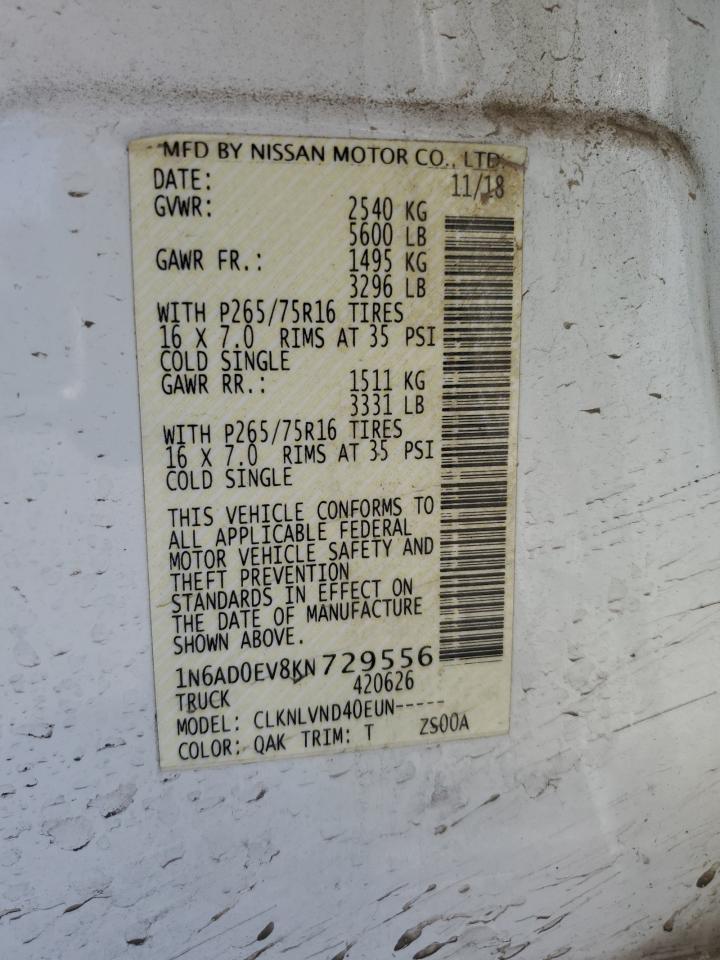 MFD BY NISSAN MOTOR CO., LTD.
DATE: 11/18
GVWR: 2540 KG
5600 LB
GAWR FR.: 1495 KG
3296 LB
WITH P265/75R16 TIRES
16 X 7.0 RIMS AT 35 PSI
COLD SINGLE
GAWR RR.: 1511 KG
3331 LB
WITH P265/75R16 TIRES
16 X 7.0 RIMS AT 35 PSI
COLD SINGLE
THIS VEHICLE CONFORMS TO
ALL APPLICABLE FEDERAL
MOTOR VEHICLE SAFETY AND
THEFT PREVENTION
STANDARDS IN EFFECT ON
THE DATE OF MANUFACTURE
SHOWN ABOVE.
1N6AD0EV8KN729556
TRUCK 420626
MODEL: CLKNLVND40EUN-----
COLOR: QAK TRIM: T ZS00A